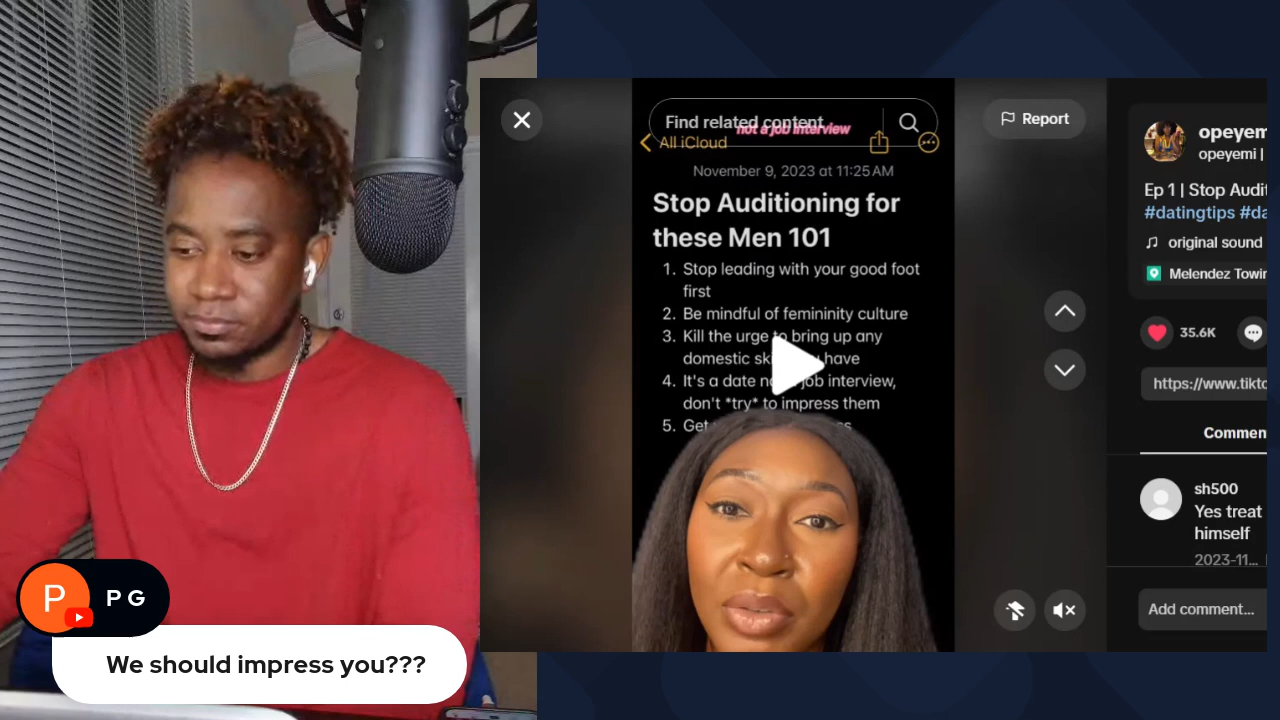 P
P G
We should impress you???
Find related content
not a job interview
All iCloud
November 9, 2023 at 11:25 AM
Stop Auditioning for
these Men 101
1. Stop leading with your good foot
first
2. Be mindful of femininity culture
3. Kill the urge to bring up any
domestic have
4. It's a date job interview,
don't *try* to impress them
5. Get
Report
opeyem
opeyemi |
Ep 1 | Stop Audit
#datingtips #da
original sound
Melendez Towin
35.6K
https://www.tikto
Commen
sh500
Yes treat
himself
2023-11...
Add comment...